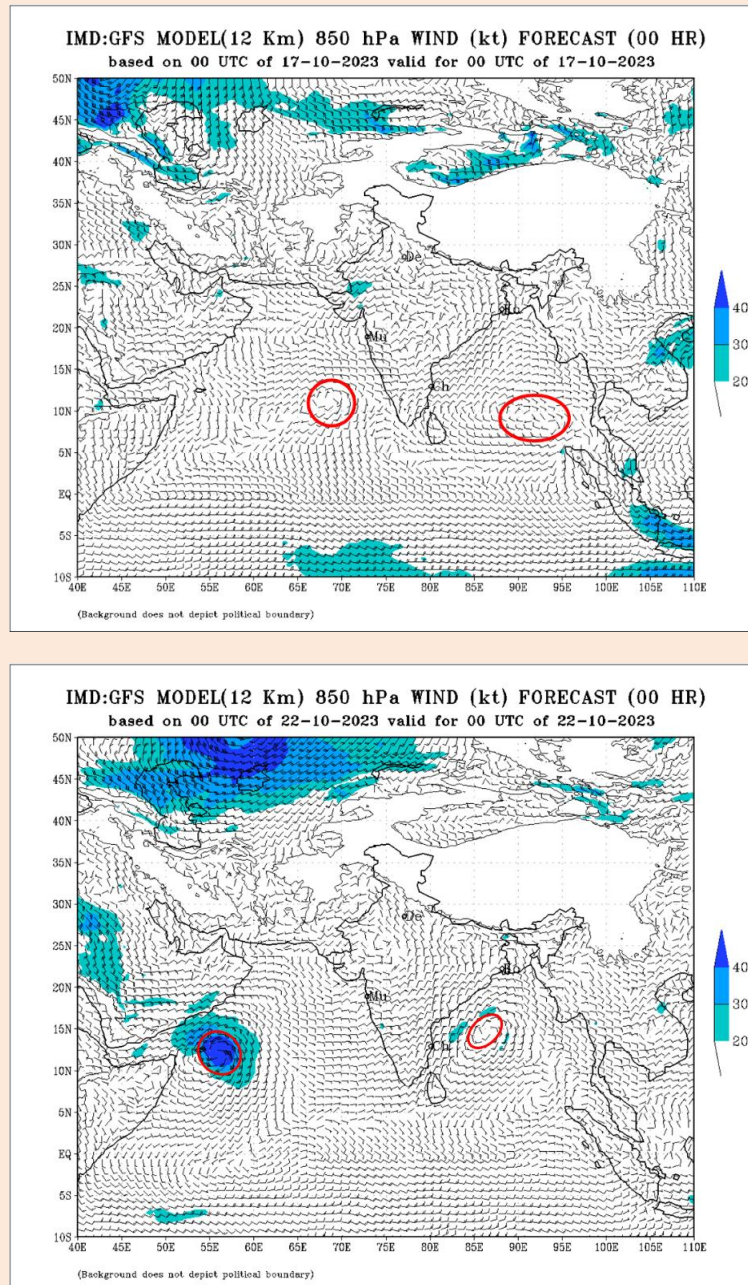 IMD:GFS MODEL(12 Km) 850 hPa WIND (kt) FORECAST (00 HR)
based on 00 UTC of 17-10-2023 valid for 00 UTC of 17-10-2023
50N
45N
40N
35N
30N
De
25N
Ko
40
20N
Mu
30
15N
20
Ch
10N
5N
EQ
5S
10S
40E 45E 50E 55E 60E 65E 70E 75E 80E 85E 90E 95E 100E 105E 110E
(Background does not depict political boundary)
IMD:GFS MODEL(12 Km) 850 hPa WIND (kt) FORECAST (00 HR)
based on 00 UTC of 22-10-2023 valid for 00 UTC of 22-10-2023
50N
45N
40N
35N
30N
De
25N
Ko
40
20N
Mu
30
15N
20
Ch
10N
5N
EQ
5S
10S
40E 45E 50E 55E 60E 65E 70E 75E 80E 85E 90E 95E 100E 105E 110E
(Background does not depict political boundary)